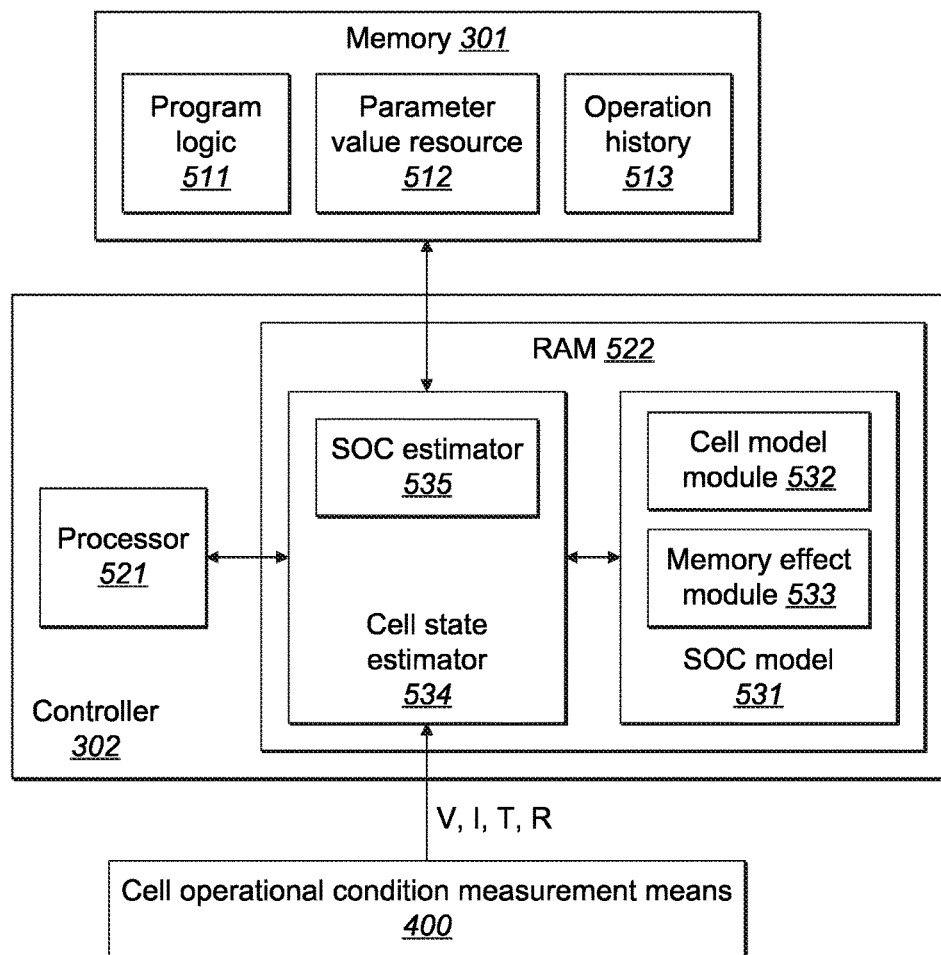 Memory 301
Program
logic
511
Parameter
value resource
512
Operation
history
513
RAM 522
SOC estimator
535
Cell state
estimator
534
Cell model
module 532
Memory effect
module 533
SOC model
531
Processor
521
Controller
302
V, I, T, R
Cell operational condition measurement means
400